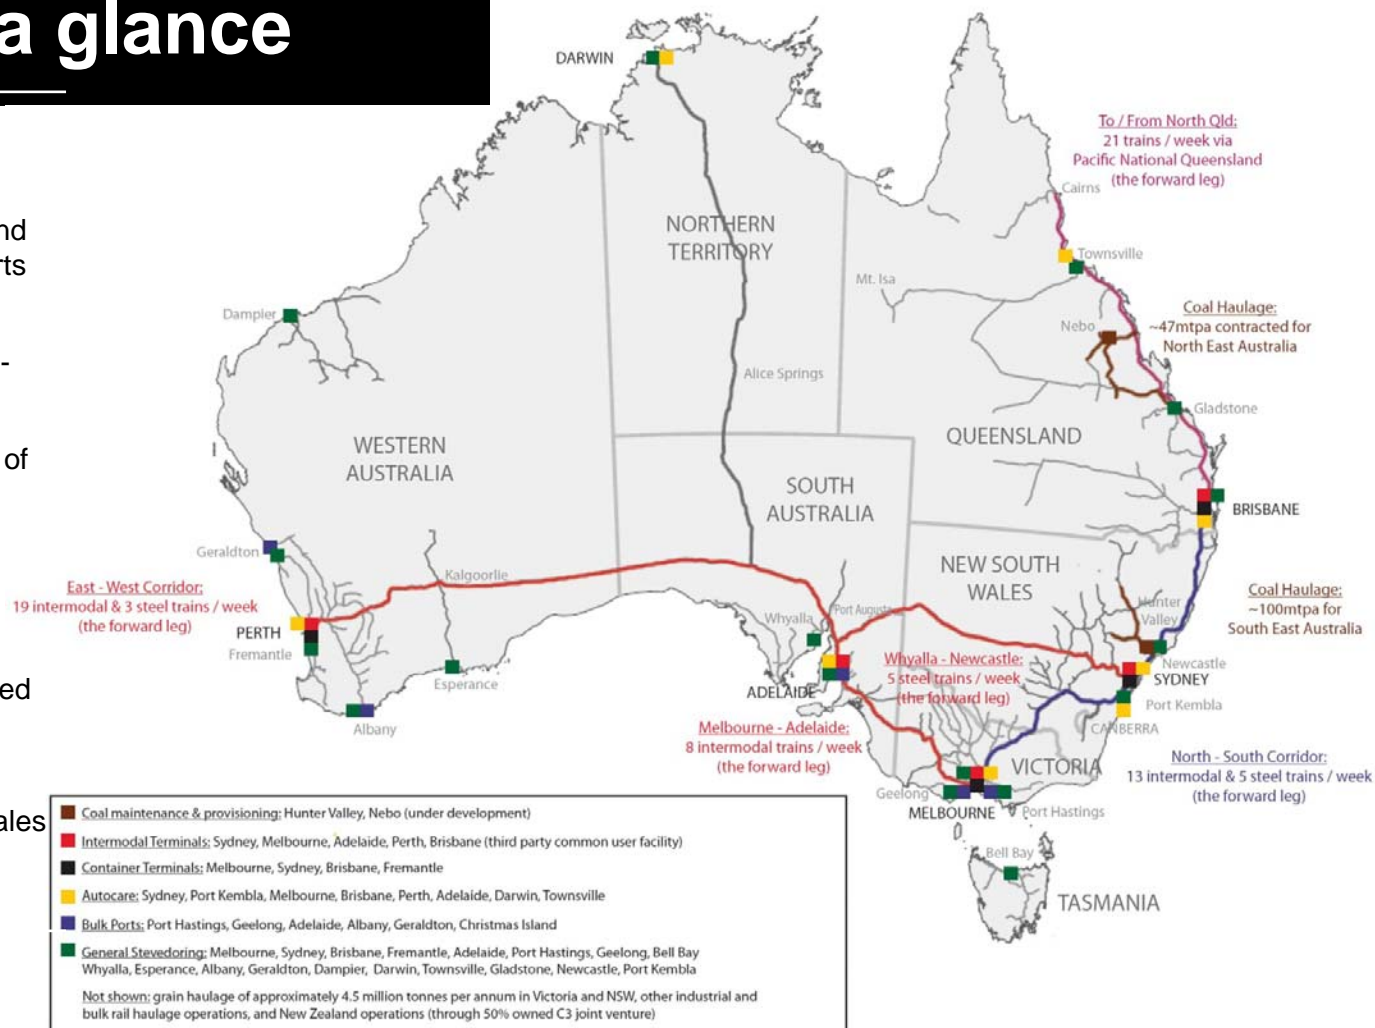 a glance
nd
rts
-
of
ed
ales
DARWIN
To / From North Qld:
21 trains / week via
Pacific National Queensland
(the forward leg)
Cairns
NORTHERN
TERRITORY
Townsville
Mt. Isa
Dampier
Coal Haulage:
~47mtpa contracted for
North East Australia
Nebo
Alice Springs
Gladstone
WESTERN
AUSTRALIA
QUEENSLAND
SOUTH
AUSTRALIA
BRISBANE
Geraldton
NEW SOUTH
WALES
Kalgoorlie
East - West Corridor:
19 intermodal & 3 steel trains / week
(the forward leg)
Coal Haulage:
~100mtpa for
South East Australia
Hunter
Valley
Whyalla
Port Augusta
PERTH
Fremantle
Whyalla - Newcastle:
5 steel trains / week
(the forward leg)
Newcastle
SYDNEY
Esperance
ADELAIDE
Port Kembla
Albany
CANBERRA
Melbourne - Adelaide:
8 intermodal trains / week
(the forward leg)
North - South Corridor:
13 intermodal & 5 steel trains / week
(the forward leg)
VICTORIA
Geelong
MELBOURNE
Port Hastings
Bell Bay
TASMANIA
Coal maintenance & provisioning: Hunter Valley, Nebo (under development)
Intermodal Terminals: Sydney, Melbourne, Adelaide, Perth, Brisbane (third party common user facility)
Container Terminals: Melbourne, Sydney, Brisbane, Fremantle
Autocare: Sydney, Port Kembla, Melbourne, Brisbane, Perth, Adelaide, Darwin, Townsville
Bulk Ports: Port Hastings, Geelong, Adelaide, Albany, Geraldton, Christmas Island
General Stevedoring: Melbourne, Sydney, Brisbane, Fremantle, Adelaide, Port Hastings, Geelong, Bell Bay
Whyalla, Esperance, Albany, Geraldton, Dampier, Darwin, Townsville, Gladstone, Newcastle, Port Kembla
Not shown: grain haulage of approximately 4.5 million tonnes per annum in Victoria and NSW, other industrial and
bulk rail haulage operations, and New Zealand operations (through 50% owned C3 joint venture)